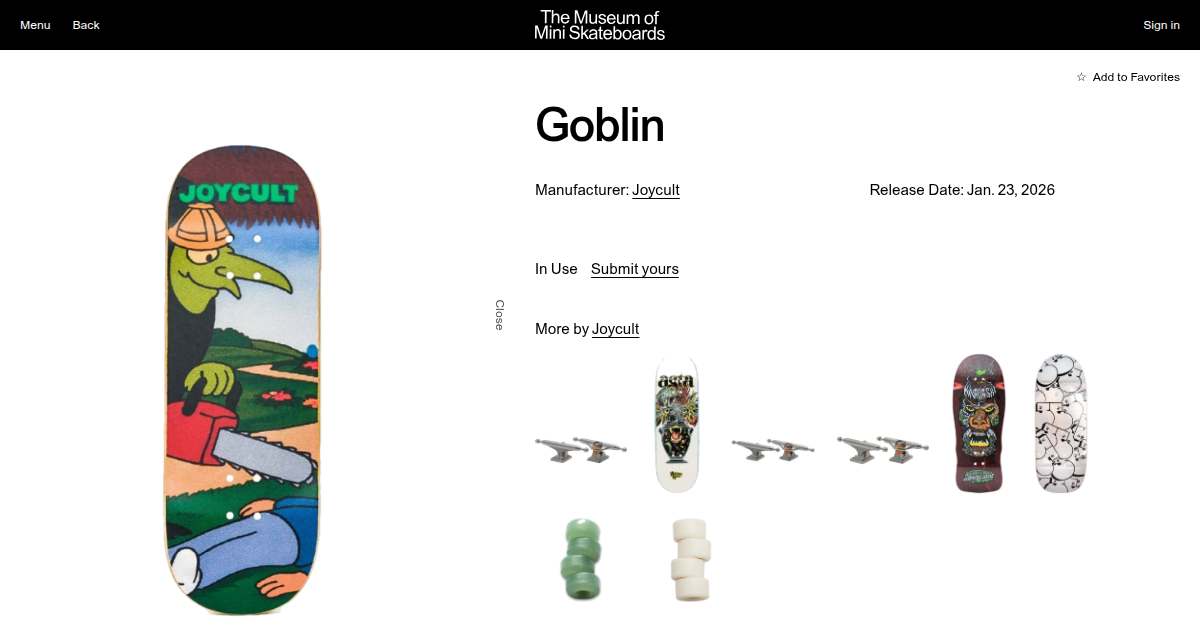 Menu
Back
The Museum of
Mini Skateboards
Sign in
☆ Add to Favorites
Goblin
JOYCULT
Manufacturer: Joycult
Release Date: Jan. 23, 2026
In Use Submit yours
Close
More by Joycult